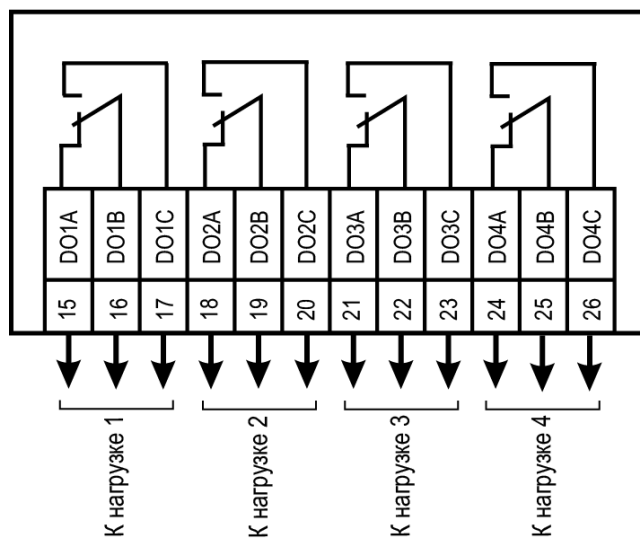 DO1A
DO1B
DO1C
DO2A
DO2B
DO2C
DO3A
DO3B
DO3C
DO4A
DO4B
DO4C
15
16
17
18
19
20
21
22
23
24
25
26
К нагрузке 1
К нагрузке 2
К нагрузке 3
К нагрузке 4